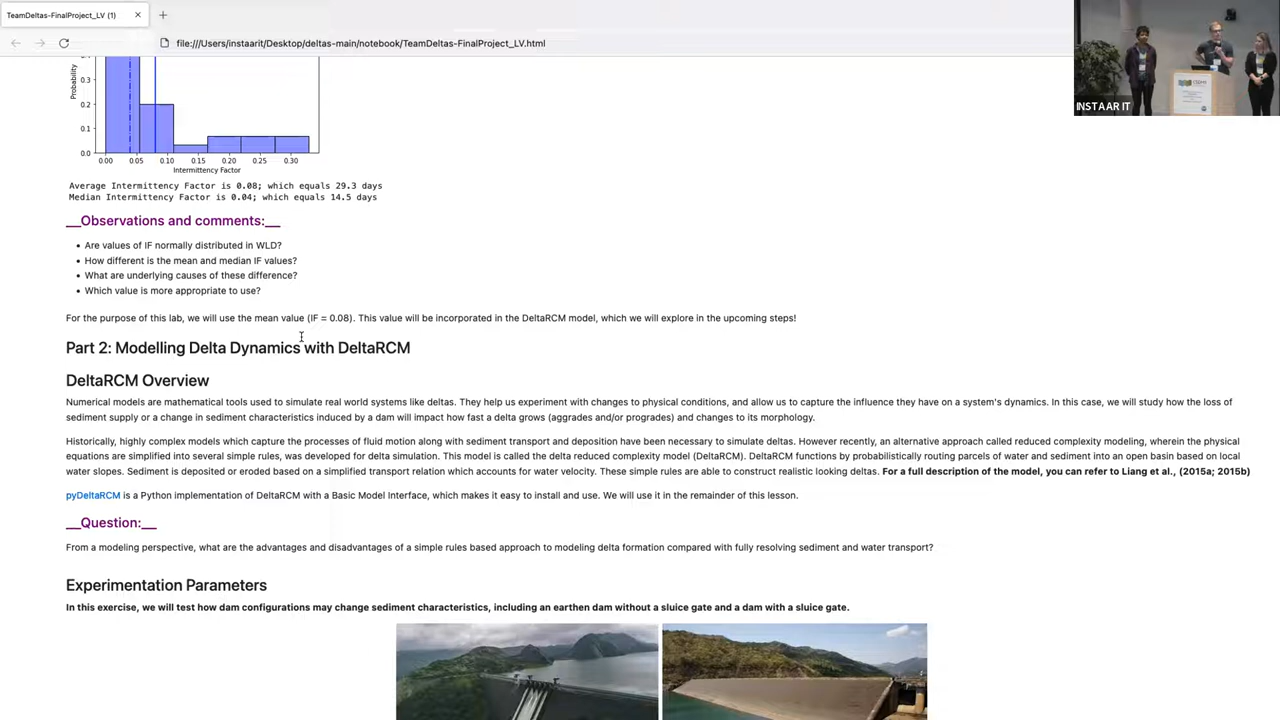 TeamDeltas-FinalProject_LV (1)
file:///Users/instaarit/Desktop/deltas-main/notebook/TeamDeltas-FinalProject_LV.html
INSTAAR IT
Probability
0.3
0.2
0.1
0.0
0.00 0.05 0.10 0.15 0.20 0.25 0.30
Intermittency Factor
Average Intermittency Factor is 0.08; which equals 29.3 days
Median Intermittency Factor is 0.04; which equals 14.5 days
__Observations and comments:__
• Are values of IF normally distributed in WLD?
• How different is the mean and median IF values?
• What are underlying causes of these difference?
• Which value is more appropriate to use?
For the purpose of this lab, we will use the mean value (IF = 0.08). This value will be incorporated in the DeltaRCM model, which we will explore in the upcoming steps!
Part 2: Modelling Delta Dynamics with DeltaRCM
DeltaRCM Overview
Numerical models are mathematical tools used to simulate real world systems like deltas. They help us experiment with changes to physical conditions, and allow us to capture the influence they have on a system's dynamics. In this case, we will study how the loss of
sediment supply or a change in sediment characteristics induced by a dam will impact how fast a delta grows (aggrades and/or progrades) and changes to its morphology.
Historically, highly complex models which capture the processes of fluid motion along with sediment transport and deposition have been necessary to simulate deltas. However recently, an alternative approach called reduced complexity modeling, wherein the physical
equations are simplified into several simple rules, was developed for delta simulation. This model is called the delta reduced complexity model (DeltaRCM). DeltaRCM functions by probabilistically routing parcels of water and sediment into an open basin based on local
water slopes. Sediment is deposited or eroded based on a simplified transport relation which accounts for water velocity. These simple rules are able to construct realistic looking deltas. For a full description of the model, you can refer to Liang et al., (2015a; 2015b)
pyDeltaRCM is a Python implementation of DeltaRCM with a Basic Model Interface, which makes it easy to install and use. We will use it in the remainder of this lesson.
__Question:__
From a modeling perspective, what are the advantages and disadvantages of a simple rules based approach to modeling delta formation compared with fully resolving sediment and water transport?
Experimentation Parameters
In this exercise, we will test how dam configurations may change sediment characteristics, including an earthen dam without a sluice gate and a dam with a sluice gate.